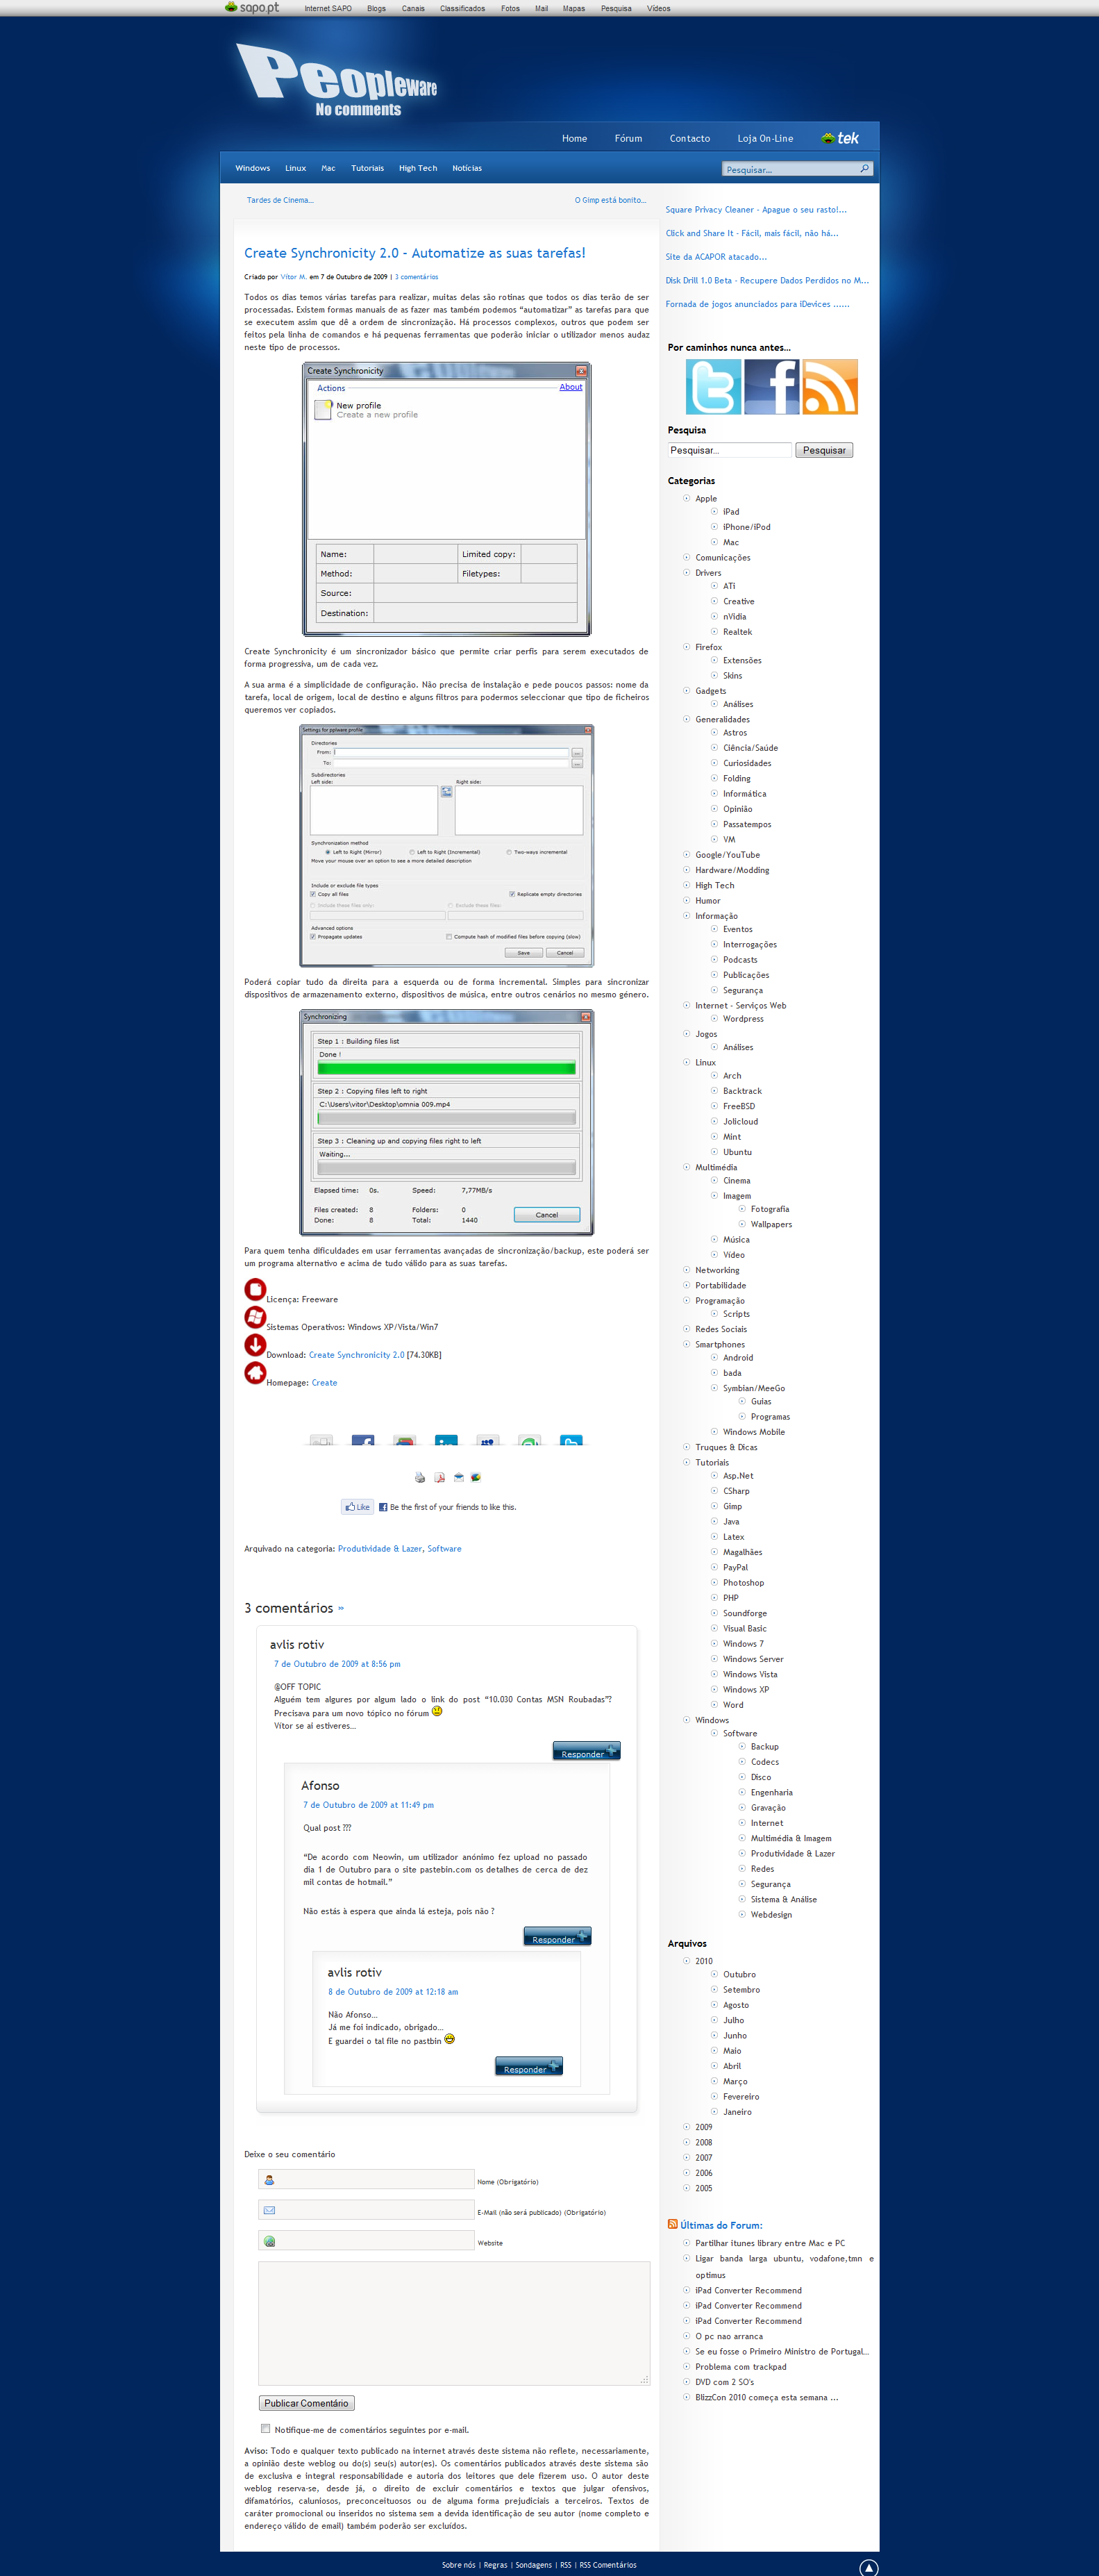 sapo.pt
Internet SAPO Blogs Canais Classificados Fotos Mail Mapas Pesquisa Vídeos
Peopleware
No comments
Home Fórum Contacto Loja On-Line tek
Windows Linux Mac Tutoriais High Tech Notícias
Pesquisar...
Tardes de Cinema...
O Gimp está bonito...
Create Synchronicity 2.0 - Automatize as suas tarefas!
Criado por Vítor M. em 7 de Outubro de 2009 | 3 comentários
Todos os dias temos várias tarefas para realizar, muitas delas são rotinas que todos os dias terão de ser
processadas. Existem formas manuais de as fazer mas também podemos “automatizar” as tarefas para que
se executem assim que dê a ordem de sincronização. Há processos complexos, outros que podem ser
feitos pela linha de comandos e há pequenas ferramentas que poderão iniciar o utilizador menos audaz
neste tipo de processos.
Create Synchronicity
Actions
About
New profile
Create a new profile
Name: Limited copy:
Method: Filetypes:
Source:
Destination:
Create Synchronicity é um sincronizador básico que permite criar perfis para serem executados de
forma progressiva, um de cada vez.
A sua arma é a simplicidade de configuração. Não precisa de instalação e pede poucos passos: nome da
tarefa, local de origem, local de destino e alguns filtros para podermos seleccionar que tipo de ficheiros
queremos ver copiados.
Settings for pplware profile
Directories
From:
To:
Subdirectories
Left side: Right side:
Synchronization method
Left to Right (Mirror) Left to Right (Incremental) Two-ways incremental
Move your mouse over an option to see a more detailed description
Include or exclude file types
Copy all files Replicate empty directories
Include these files only: Exclude these files:
Advanced options
Propagate updates Compute hash of modified files before copying (slow)
Save Cancel
Poderá copiar tudo da direita para a esquerda ou de forma incremental. Simples para sincronizar
dispositivos de armazenamento externo, dispositivos de música, entre outros cenários no mesmo género.
Synchronizing
Step 1 : Building files list
Done !
Step 2 : Copying files left to right
C:\Users\vitor\Desktop\omnia 009.mp4
Step 3 : Cleaning up and copying files right to left
Waiting...
Elapsed time: 0s. Speed: 7,77MB/s
Files created: 8 Folders: 0
Done: 8 Total: 1440
Cancel
Para quem tenha dificuldades em usar ferramentas avançadas de sincronização/backup, este poderá ser
um programa alternativo e acima de tudo válido para as suas tarefas.
Licença: Freeware
Sistemas Operativos: Windows XP/Vista/Win7
Download: Create Synchronicity 2.0 [74.30KB]
Homepage: Create
Like Be the first of your friends to like this.
Arquivado na categoria: Produtividade & Lazer, Software
3 comentários »
avlis rotiv
7 de Outubro de 2009 at 8:56 pm
@OFF TOPIC
Alguém tem algures por algum lado o link do post “10.030 Contas MSN Roubadas”?
Precisava para um novo tópico no fórum
Vítor se ai estiveres...
Responder
Afonso
7 de Outubro de 2009 at 11:49 pm
Qual post ???
“De acordo com Neowin, um utilizador anónimo fez upload no passado
dia 1 de Outubro para o site pastebin.com os detalhes de cerca de dez
mil contas de hotmail.”
Não estás à espera que ainda lá esteja, pois não ?
Responder
avlis rotiv
8 de Outubro de 2009 at 12:18 am
Não Afonso...
Já me foi indicado, obrigado...
E guardei o tal file no pastbin
Responder
Deixe o seu comentário
Nome (Obrigatório)
E-Mail (não será publicado) (Obrigatório)
Website
Publicar Comentário
Notifique-me de comentários seguintes por e-mail.
Aviso: Todo e qualquer texto publicado na internet através deste sistema não reflete, necessariamente,
a opinião deste weblog ou do(s) seu(s) autor(es). Os comentários publicados através deste sistema são
de exclusiva e integral responsabilidade e autoria dos leitores que dele fizerem uso. O autor deste
weblog reserva-se, desde já, o direito de excluir comentários e textos que julgar ofensivos,
difamatórios, caluniosos, preconceituosos ou de alguma forma prejudiciais a terceiros. Textos de
caráter promocional ou inseridos no sistema sem a devida identificação de seu autor (nome completo e
endereço válido de email) também poderão ser excluídos.
Square Privacy Cleaner - Apague o seu rasto!...
Click and Share It - Fácil, mais fácil, não há...
Site da ACAPOR atacado...
Disk Drill 1.0 Beta - Recupere Dados Perdidos no M...
Fornada de jogos anunciados para iDevices ......
Por caminhos nunca antes...
Pesquisa
Pesquisar... Pesquisar
Categorias
Apple
iPad
iPhone/iPod
Mac
Comunicações
Drivers
ATi
Creative
nVidia
Realtek
Firefox
Extensões
Skins
Gadgets
Análises
Generalidades
Astros
Ciência/Saúde
Curiosidades
Folding
Informática
Opinião
Passatempos
VM
Google/YouTube
Hardware/Modding
High Tech
Humor
Informação
Eventos
Interrogações
Podcasts
Publicações
Segurança
Internet - Serviços Web
Wordpress
Jogos
Análises
Linux
Arch
Backtrack
FreeBSD
Jolicloud
Mint
Ubuntu
Multimédia
Cinema
Imagem
Fotografia
Wallpapers
Música
Vídeo
Networking
Portabilidade
Programação
Scripts
Redes Sociais
Smartphones
Android
bada
Symbian/MeeGo
Guias
Programas
Windows Mobile
Truques & Dicas
Tutoriais
Asp.Net
CSharp
Gimp
Java
Latex
Magalhães
PayPal
Photoshop
PHP
Soundforge
Visual Basic
Windows 7
Windows Server
Windows Vista
Windows XP
Word
Windows
Software
Backup
Codecs
Disco
Engenharia
Gravação
Internet
Multimédia & Imagem
Produtividade & Lazer
Redes
Segurança
Sistema & Análise
Webdesign
Arquivos
2010
Outubro
Setembro
Agosto
Julho
Junho
Maio
Abril
Março
Fevereiro
Janeiro
2009
2008
2007
2006
2005
Últimas do Forum:
Partilhar itunes library entre Mac e PC
Ligar banda larga ubuntu, vodafone,tmn e
optimus
iPad Converter Recommend
iPad Converter Recommend
iPad Converter Recommend
O pc nao arranca
Se eu fosse o Primeiro Ministro de Portugal...
Problema com trackpad
DVD com 2 SO's
BlizzCon 2010 começa esta semana ...
Sobre nós | Regras | Sondagens | RSS | RSS Comentários